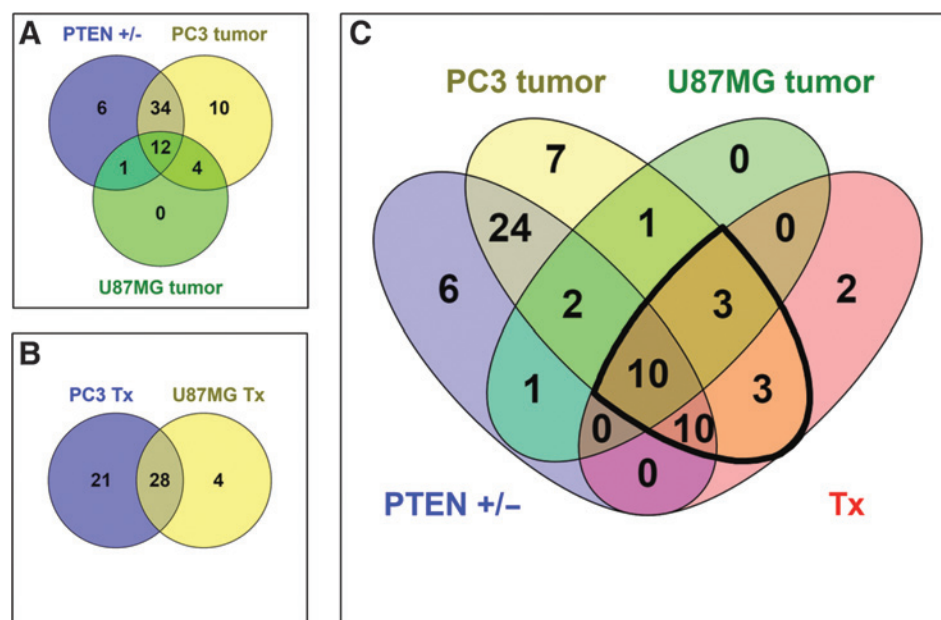 A
PTEN +/-
PC3 tumor
6
34
10
12
1
4
0
U87MG tumor
B
PC3 Tx
U87MG Tx
21
28
4
C
PC3 tumor
U87MG tumor
7
0
24
1
0
6
2
3
2
10
1
3
0
10
0
PTEN +/–
Tx